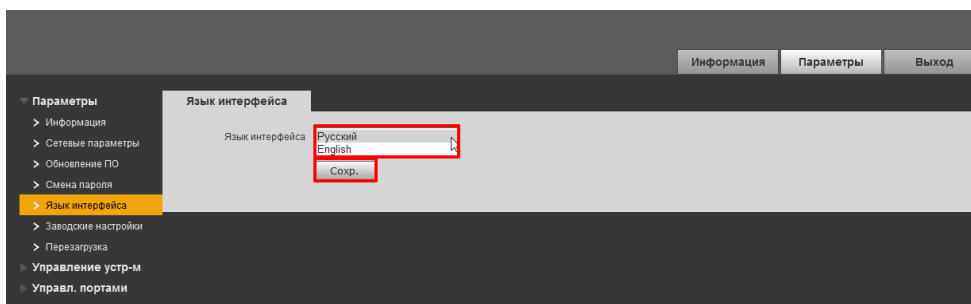 Информация Параметры Выход
Параметры
Информация
Сетевые параметры
Обновление ПО
Смена пароля
Язык интерфейса
Заводские настройки
Перезагрузка
Управление устр-м
Управл. портами
Язык интерфейса
Язык интерфейса Русский
English
Сохр.